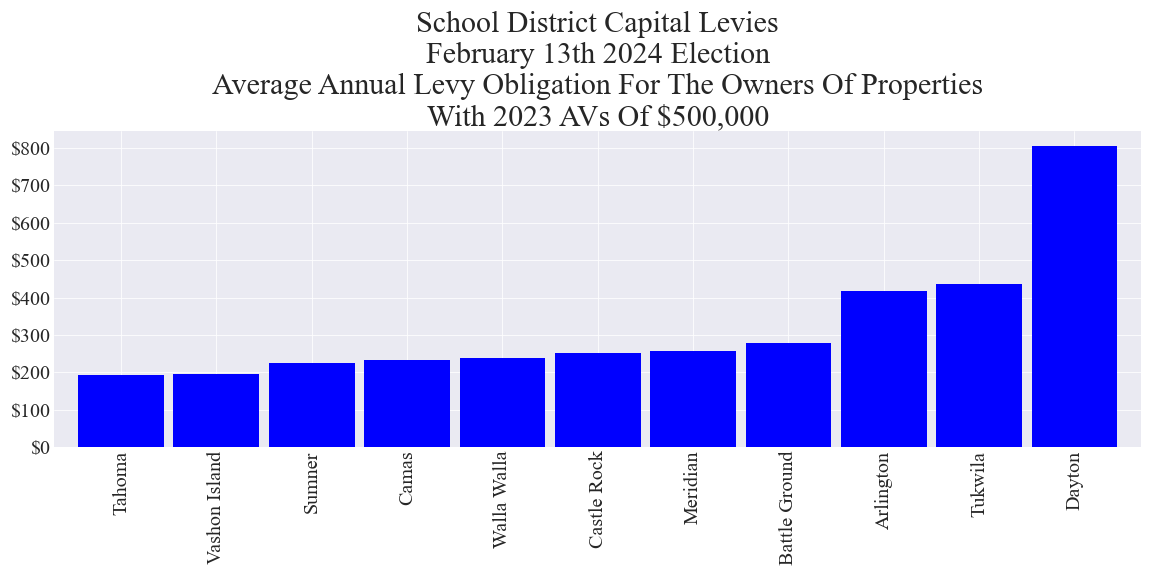 School District Capital Levies
February 13th 2024 Election
Average Annual Levy Obligation For The Owners Of Properties
With 2023 AVs Of $500,000
$800
$700
$600
$500
$400
$300
$200
$100
$0
Tahoma
Vashon Island
Sumner
Camas
Walla Walla
Castle Rock
Meridian
Battle Ground
Arlington
Tukwila
Dayton